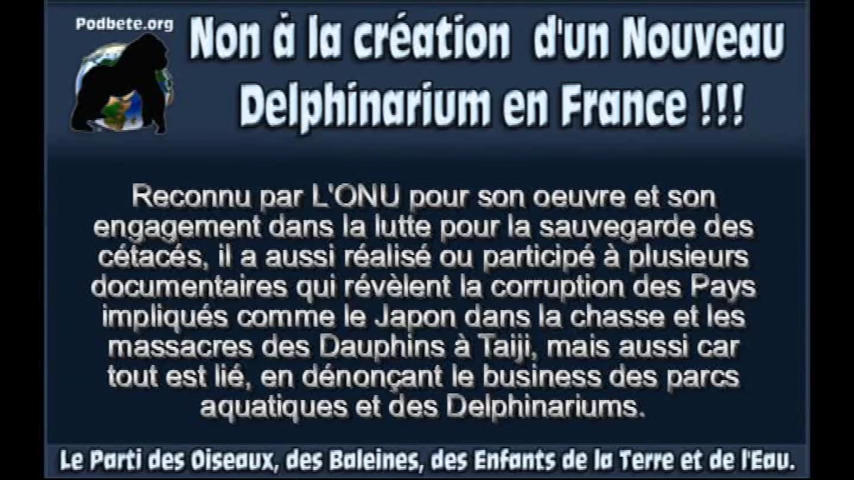 Podbete.org
Non à la création d'un Nouveau
Delphinarium en France !!!
Reconnu par L'ONU pour son oeuvre et son
engagement dans la lutte pour la sauvegarde des
cétacés, il a aussi réalisé ou participé à plusieurs
documentaires qui révèlent la corruption des Pays
impliqués comme le Japon dans la chasse et les
massacres des Dauphins à Taiji, mais aussi car
tout est lié, en dénonçant le business des parcs
aquatiques et des Delphinariums.
Le Parti des Oiseaux, des Baleines, des Enfants de la Terre et de l'Eau.